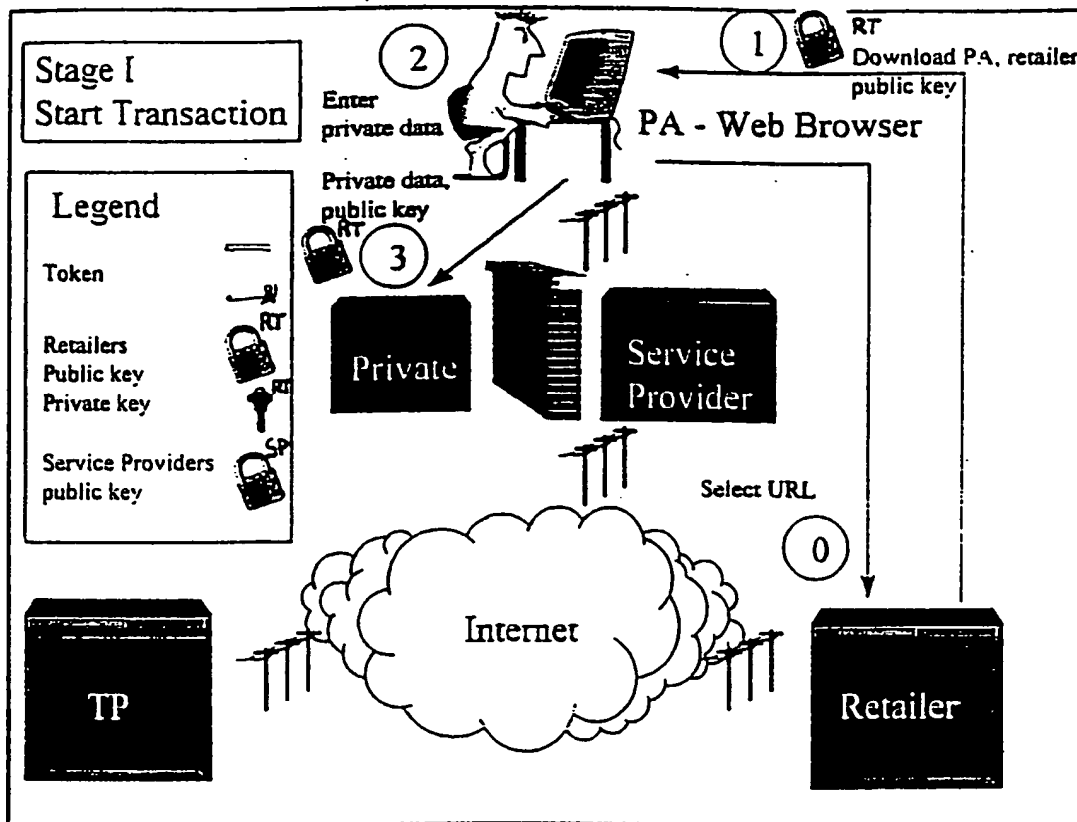 Stage I
Start Transaction
2
Enter
private data
1
RT
Download PA, retailer
public key
PA - Web Browser
Legend
Token
RT
Retailers
Public key
RT
Private key
SP
Service Providers
public key
Private data,
public key
RT
3
Private
Service
Provider
Select URL
0
Internet
TP
Retailer